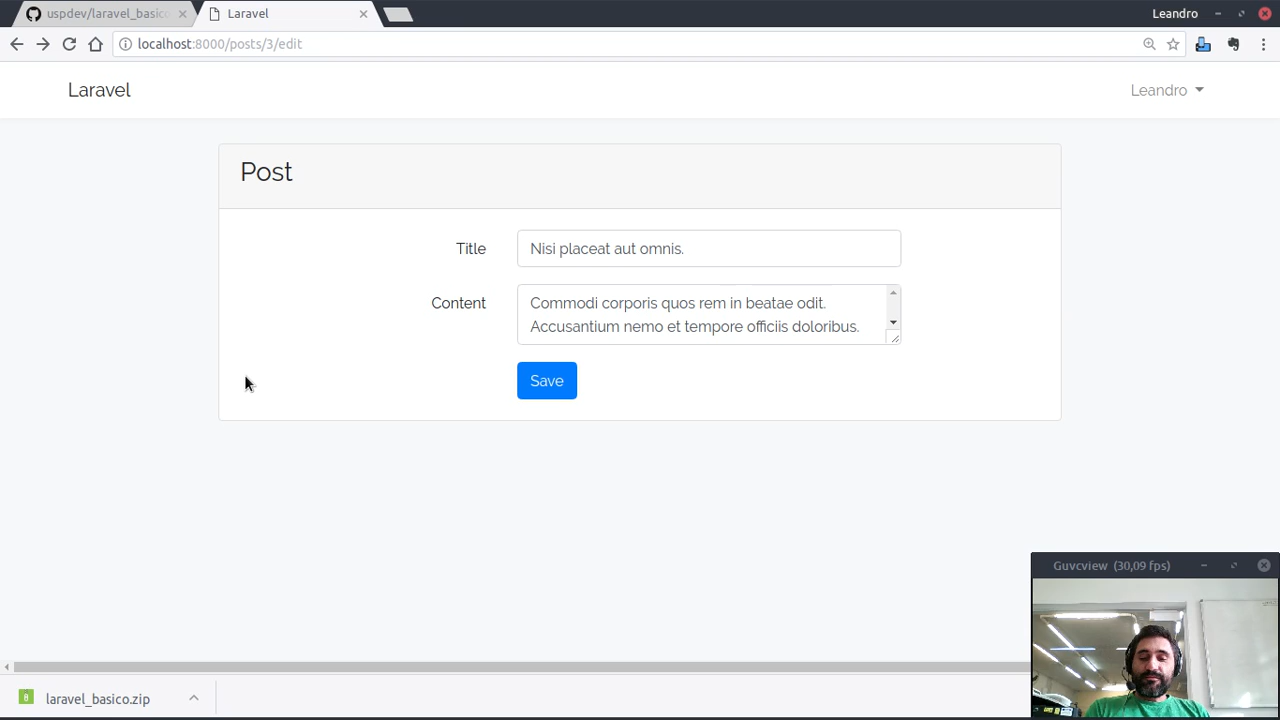 uspdev/laravel_basico
Laravel
Leandro
localhost:8000/posts/3/edit
Laravel
Leandro
Post
Title
Nisi placeat aut omnis.
Content
Commodi corporis quos rem in beatae odit.
Accusantium nemo et tempore officiis doloribus.
Save
Guvcview (30,09 fps)
laravel_basico.zip